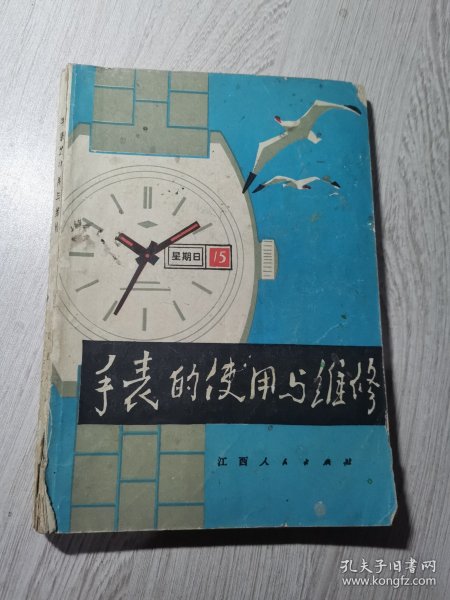 星期日 15
手表的使用与维修
江西人民出版社
孔夫子旧书网
www.kongfz.com